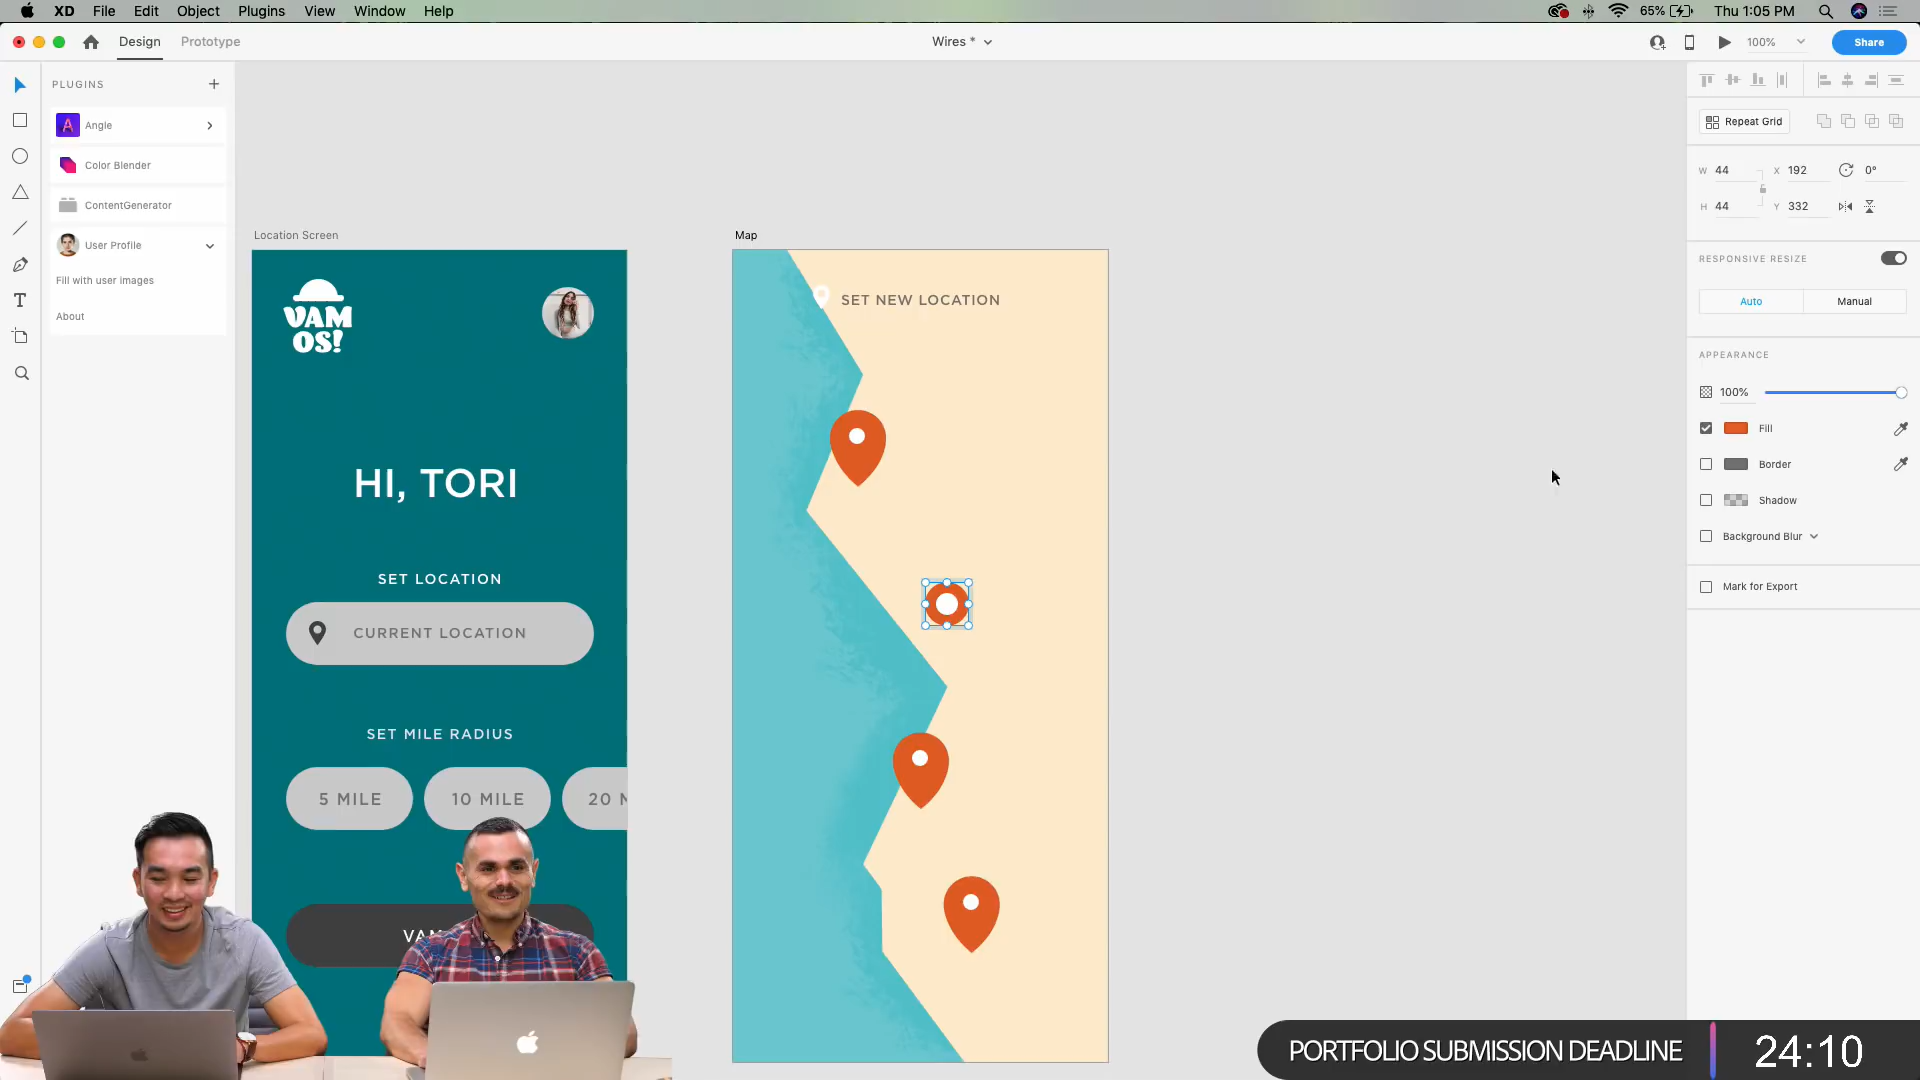 XD File Edit Object Plugins View Window Help
65% Thu 1:05 PM
Design Prototype
Wires *
100%
Share
PLUGINS
Angle
Color Blender
ContentGenerator
User Profile
Fill with user images
About
Location Screen
VAM
OS!
HI, TORI
SET LOCATION
CURRENT LOCATION
SET MILE RADIUS
5 MILE 10 MILE 20 M
VAM
Map
SET NEW LOCATION
Repeat Grid
W 44 X 192 0°
H 44 Y 332
RESPONSIVE RESIZE
Auto Manual
APPEARANCE
100%
Fill
Border
Shadow
Background Blur
Mark for Export
PORTFOLIO SUBMISSION DEADLINE 24:10